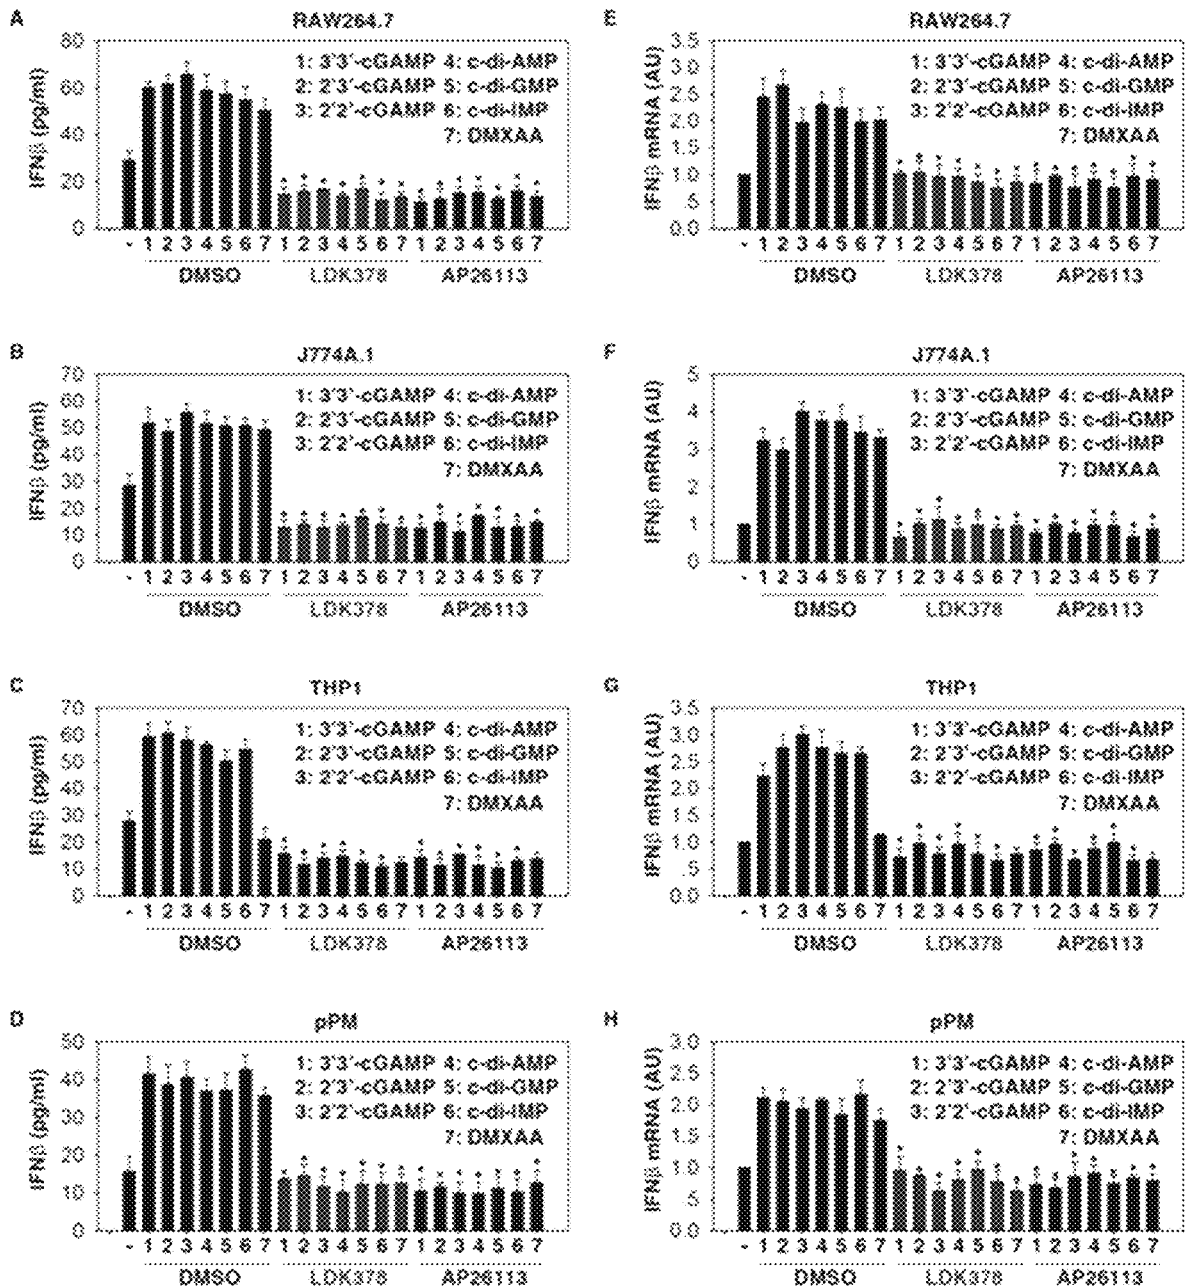 A
RAW264.7
IFNβ (pg/ml)
80
60
40
20
0
1: 3'3'-cGAMP 4: c-di-AMP
2: 2'3'-cGAMP 5: c-di-GMP
3: 2'2'-cGAMP 6: c-di-IMP
7: DMXAA
- 1 2 3 4 5 6 7 1 2 3 4 5 6 7 1 2 3 4 5 6 7
DMSO LDK378 AP26113
E
RAW264.7
IFNβ mRNA (AU)
3.5
3.0
2.5
2.0
1.5
1.0
.5
0.0
1: 3'3'-cGAMP 4: c-di-AMP
2: 2'3'-cGAMP 5: c-di-GMP
3: 2'2'-cGAMP 6: c-di-IMP
7: DMXAA
- 1 2 3 4 5 6 7 1 2 3 4 5 6 7 1 2 3 4 5 6 7
DMSO LDK378 AP26113
B
J774A.1
IFNβ (pg/ml)
70
60
50
40
30
20
10
0
1: 3'3'-cGAMP 4: c-di-AMP
2: 2'3'-cGAMP 5: c-di-GMP
3: 2'2'-cGAMP 6: c-di-IMP
7: DMXAA
- 1 2 3 4 5 6 7 1 2 3 4 5 6 7 1 2 3 4 5 6 7
DMSO LDK378 AP26113
F
J774A.1
IFNβ mRNA (AU)
5
4
3
2
1
0
1: 3'3'-cGAMP 4: c-di-AMP
2: 2'3'-cGAMP 5: c-di-GMP
3: 2'2'-cGAMP 6: c-di-IMP
7: DMXAA
- 1 2 3 4 5 6 7 1 2 3 4 5 6 7 1 2 3 4 5 6 7
DMSO LDK378 AP26113
C
THP1
IFNβ (pg/ml)
70
60
50
40
30
20
10
0
1: 3'3'-cGAMP 4: c-di-AMP
2: 2'3'-cGAMP 5: c-di-GMP
3: 2'2'-cGAMP 6: c-di-IMP
7: DMXAA
- 1 2 3 4 5 6 7 1 2 3 4 5 6 7 1 2 3 4 5 6 7
DMSO LDK378 AP26113
G
THP1
IFNβ mRNA (AU)
3.5
3.0
2.5
2.0
1.5
1.0
.5
0.0
1: 3'3'-cGAMP 4: c-di-AMP
2: 2'3'-cGAMP 5: c-di-GMP
3: 2'2'-cGAMP 6: c-di-IMP
7: DMXAA
- 1 2 3 4 5 6 7 1 2 3 4 5 6 7 1 2 3 4 5 6 7
DMSO LDK378 AP26113
D
pPM
IFNβ (pg/ml)
50
40
30
20
10
0
1: 3'3'-cGAMP 4: c-di-AMP
2: 2'3'-cGAMP 5: c-di-GMP
3: 2'2'-cGAMP 6: c-di-IMP
7: DMXAA
- 1 2 3 4 5 6 7 1 2 3 4 5 6 7 1 2 3 4 5 6 7
DMSO LDK378 AP26113
H
pPM
IFNβ mRNA (AU)
3.0
2.5
2.0
1.5
1.0
.5
0.0
1: 3'3'-cGAMP 4: c-di-AMP
2: 2'3'-cGAMP 5: c-di-GMP
3: 2'2'-cGAMP 6: c-di-IMP
7: DMXAA
- 1 2 3 4 5 6 7 1 2 3 4 5 6 7 1 2 3 4 5 6 7
DMSO LDK378 AP26113